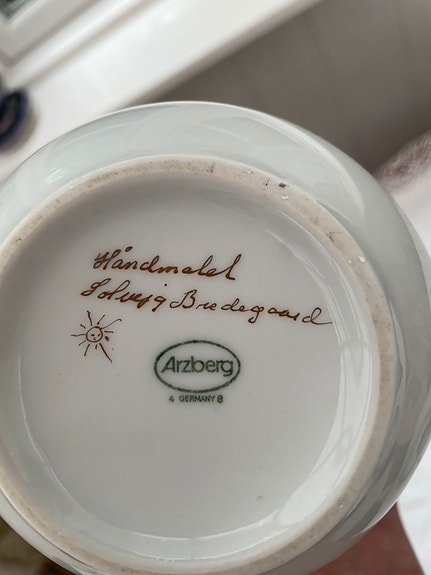 Håndmalet
Solvejg Bredegaard
Arzberg
4 GERMANY 8